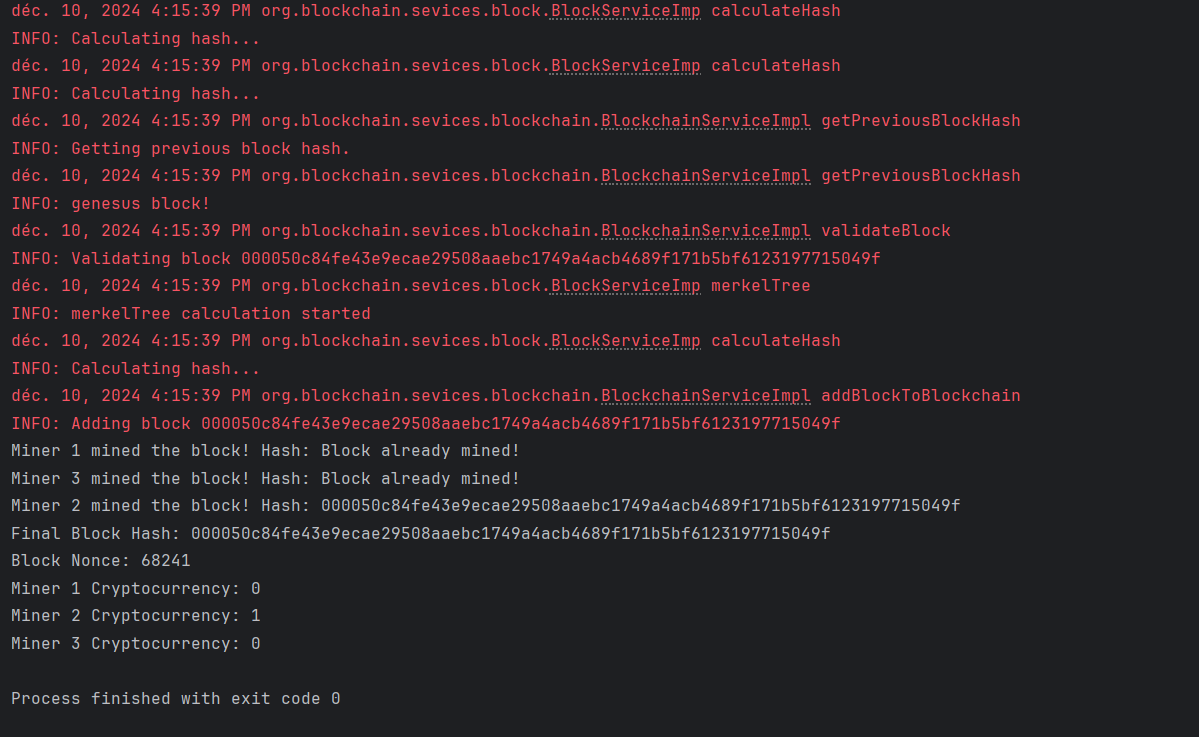 déc. 10, 2024 4:15:39 PM org.blockchain.sevices.block.BlockServiceImp calculateHash
INFO: Calculating hash...
déc. 10, 2024 4:15:39 PM org.blockchain.sevices.block.BlockServiceImp calculateHash
INFO: Calculating hash...
déc. 10, 2024 4:15:39 PM org.blockchain.sevices.blockchain.BlockchainServiceImpl getPreviousBlockHash
INFO: Getting previous block hash.
déc. 10, 2024 4:15:39 PM org.blockchain.sevices.blockchain.BlockchainServiceImpl getPreviousBlockHash
INFO: genesus block!
déc. 10, 2024 4:15:39 PM org.blockchain.sevices.blockchain.BlockchainServiceImpl validateBlock
INFO: Validating block 000050c84fe43e9ecae29508aaebc1749a4acb4689f171b5bf6123197715049f
déc. 10, 2024 4:15:39 PM org.blockchain.sevices.block.BlockServiceImp merkelTree
INFO: merkelTree calculation started
déc. 10, 2024 4:15:39 PM org.blockchain.sevices.block.BlockServiceImp calculateHash
INFO: Calculating hash...
déc. 10, 2024 4:15:39 PM org.blockchain.sevices.blockchain.BlockchainServiceImpl addBlockToBlockchain
INFO: Adding block 000050c84fe43e9ecae29508aaebc1749a4acb4689f171b5bf6123197715049f
Miner 1 mined the block! Hash: Block already mined!
Miner 3 mined the block! Hash: Block already mined!
Miner 2 mined the block! Hash: 000050c84fe43e9ecae29508aaebc1749a4acb4689f171b5bf6123197715049f
Final Block Hash: 000050c84fe43e9ecae29508aaebc1749a4acb4689f171b5bf6123197715049f
Block Nonce: 68241
Miner 1 Cryptocurrency: 0
Miner 2 Cryptocurrency: 1
Miner 3 Cryptocurrency: 0
Process finished with exit code 0